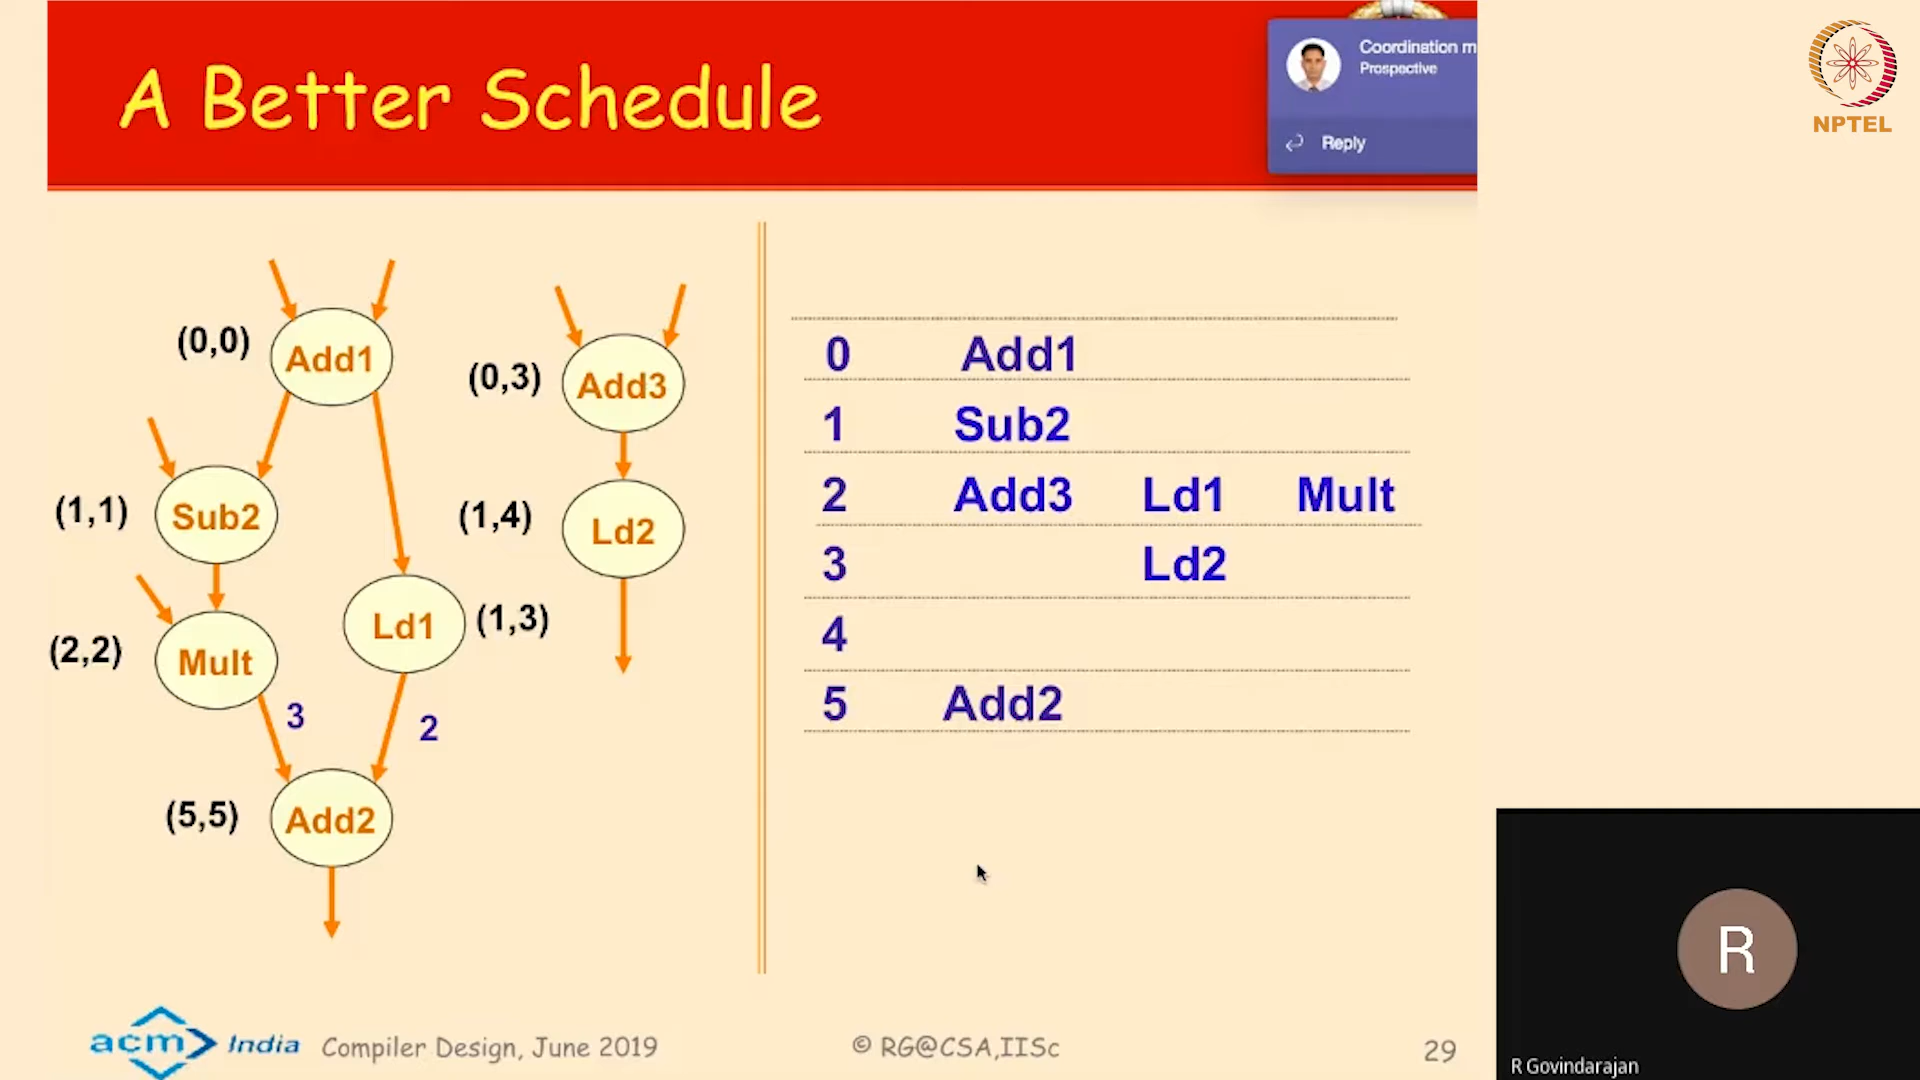 A Better Schedule
Coordination m
Prospective
Reply
NPTEL
(0,0)
Add1
(0,3)
Add3
(1,1)
Sub2
(1,4)
Ld2
(2,2)
Mult
Ld1
(1,3)
3
2
(5,5)
Add2
0 Add1
1 Sub2
2 Add3 Ld1 Mult
3 Ld2
4
5 Add2
acm India
Compiler Design, June 2019
© RG@CSA,IISc
29
R
R Govindarajan